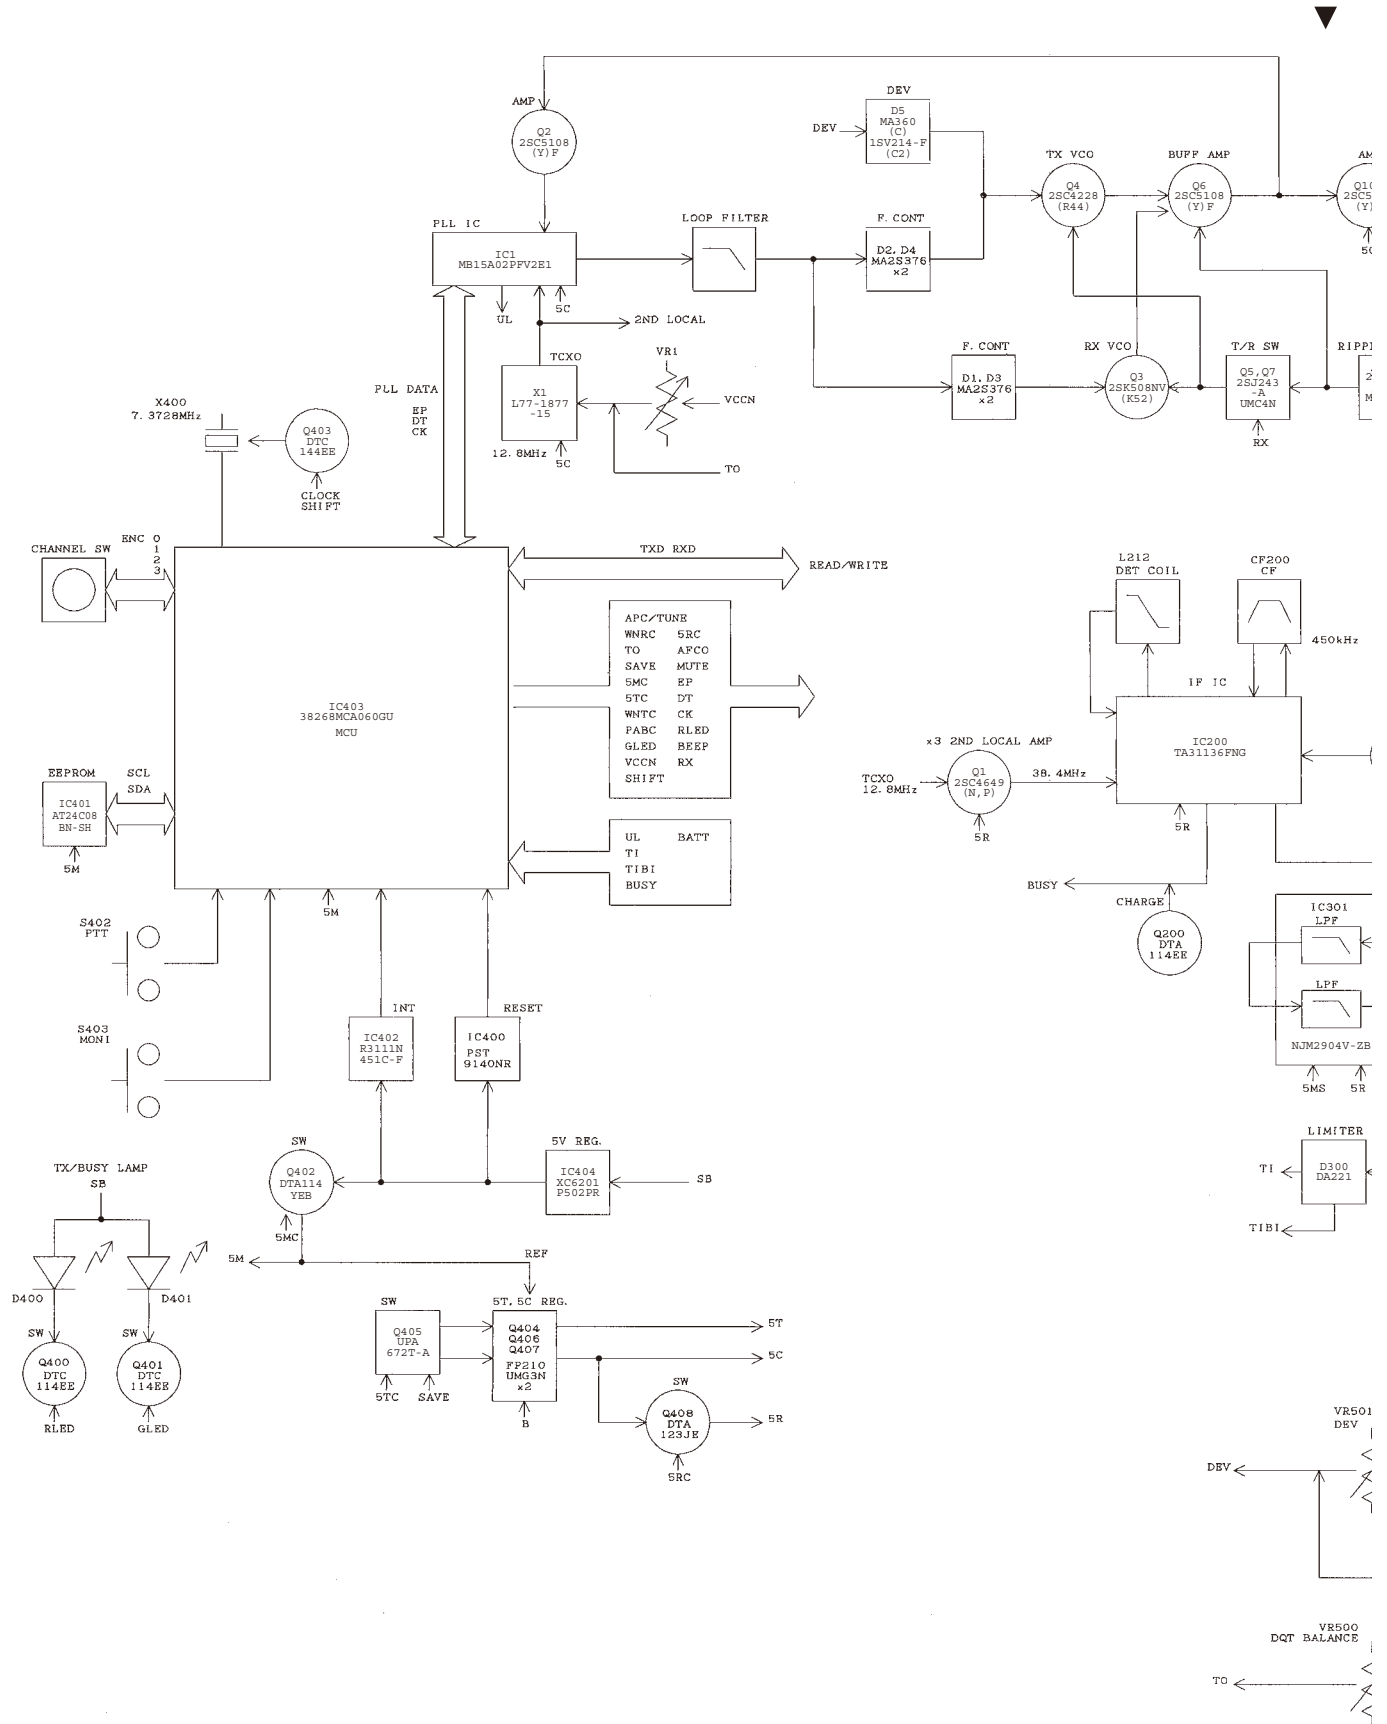 AMP
Q2
2SC5108
(Y)F
DEV
DEV
D5
MA360
(C)
1SV214-F
(C2)
TX VCO
Q4
2SC4228
(R44)
BUFF AMP
Q6
2SC5108
(Y)F
PLL IC
IC1
MB15A02PFV2E1
UL
5C
LOOP FILTER
F. CONT
D2, D4
MA2S376
x2
2ND LOCAL
TCXO
X1
L77-1877
-15
12.8MHz
5C
VR1
VCCN
TO
F. CONT
D1, D3
MA2S376
x2
RX VCO
Q3
2SK508NV
(K52)
T/R SW
Q5, Q7
2SJ243
-A
UMC4N
RX
PLL DATA
EP
DT
CK
X400
7.3728MHz
Q403
DTC
144EE
CLOCK
SHIFT
CHANNEL SW
ENC 0
1
2
3
TXD RXD
READ/WRITE
IC403
38268MCA060GU
MCU
APC/TUNE
WNRC 5RC
TO AFCO
SAVE MUTE
5MC EP
5TC DT
WNTC CK
PABC RLED
GLED BEEP
VCCN RX
SHIFT
UL BATT
TI
TIBI
BUSY
EEPROM
IC401
AT24C08
BN-SH
5M
SCL
SDA
L212
DET COIL
CF200
CF
450kHz
IF IC
IC200
TA31136FNG
x3 2ND LOCAL AMP
TCXO
12.8MHz
Q1
2SC4649
(N,P)
38.4MHz
5R
5R
BUSY
CHARGE
Q200
DTA
114EE
IC301
LPF
LPF
NJM2904V-ZB
5MS
5R
5M
S402
PTT
S403
MONI
INT
IC402
R3111N
451C-F
RESET
IC400
PST
9140NR
SW
Q402
DTA114
YEB
5MC
5V REG.
IC404
XC6201
P502PR
SB
LIMITER
D300
DA221
TI
TIBI
TX/BUSY LAMP
SB
D400
D401
SW
Q400
DTC
114EE
RLED
SW
Q401
DTC
114EE
GLED
5M
REF
SW
Q405
UPA
672T-A
5TC
SAVE
5T, 5C REG.
Q404
Q406
Q407
FP210
UMG3N
x2
B
5T
5C
SW
Q408
DTA
123JE
5R
5RC
VR501
DEV
DEV
VR500
DQT BALANCE
TO